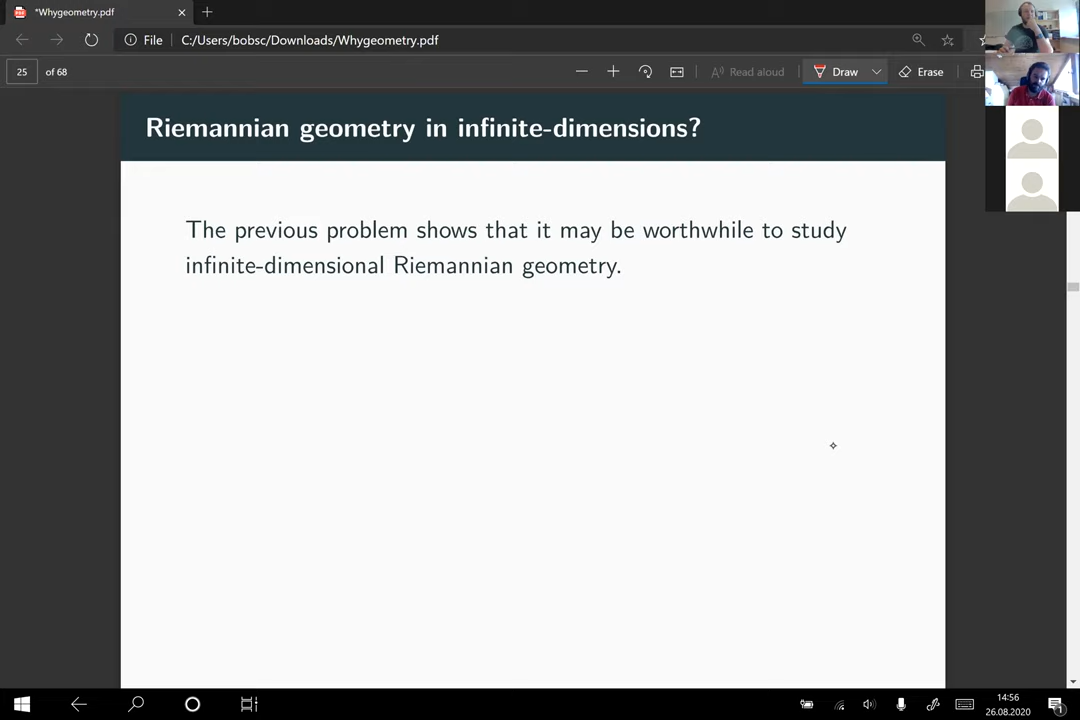 *Whygeometry.pdf
File
C:/Users/bobsc/Downloads/Whygeometry.pdf
25 of 68
Read aloud
Draw
Erase
Riemannian geometry in infinite-dimensions?
The previous problem shows that it may be worthwhile to study
infinite-dimensional Riemannian geometry.
14:56
26.08.2020